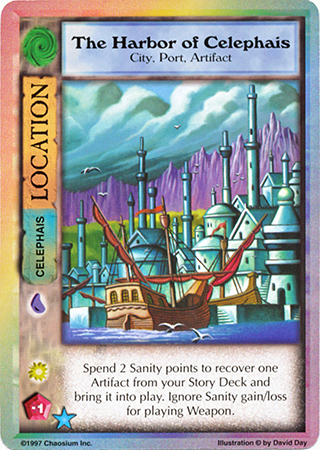 The Harbor of Celephais
City, Port, Artifact
LOCATION
CELEPHAIS
Spend 2 Sanity points to recover one
Artifact from your Story Deck and
bring it into play. Ignore Sanity gain/loss
for playing Weapon.
-1
©1997 Chaosium Inc.
Illustration © by David Day